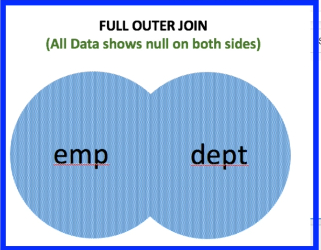 FULL OUTER JOIN
(All Data shows null on both sides)
emp dept